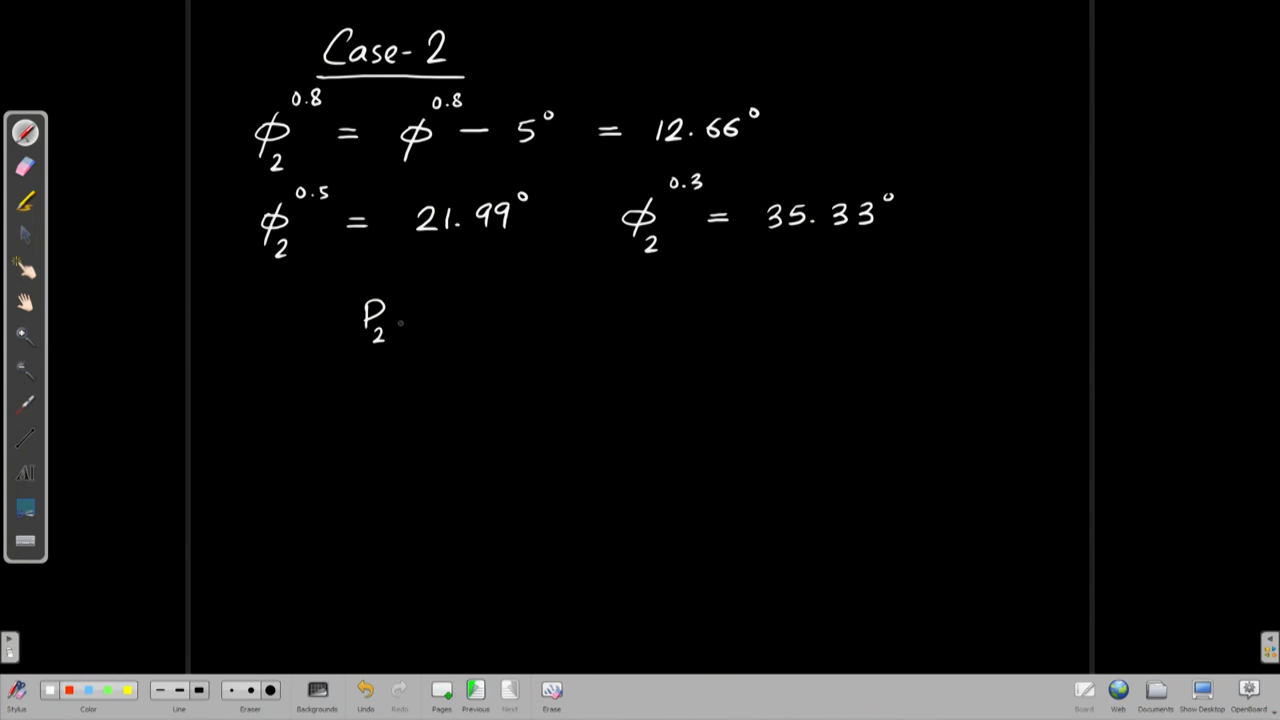 Case-2
ϕ₂^0.8 = ϕ^0.8 − 5° = 12.66°
ϕ₂^0.5 = 21.99° ϕ₂^0.3 = 35.33°
P₂
Stylus Color Line Eraser Backgrounds Undo Redo Pages Previous Next Erase Board Web Documents Show Desktop OpenBoard